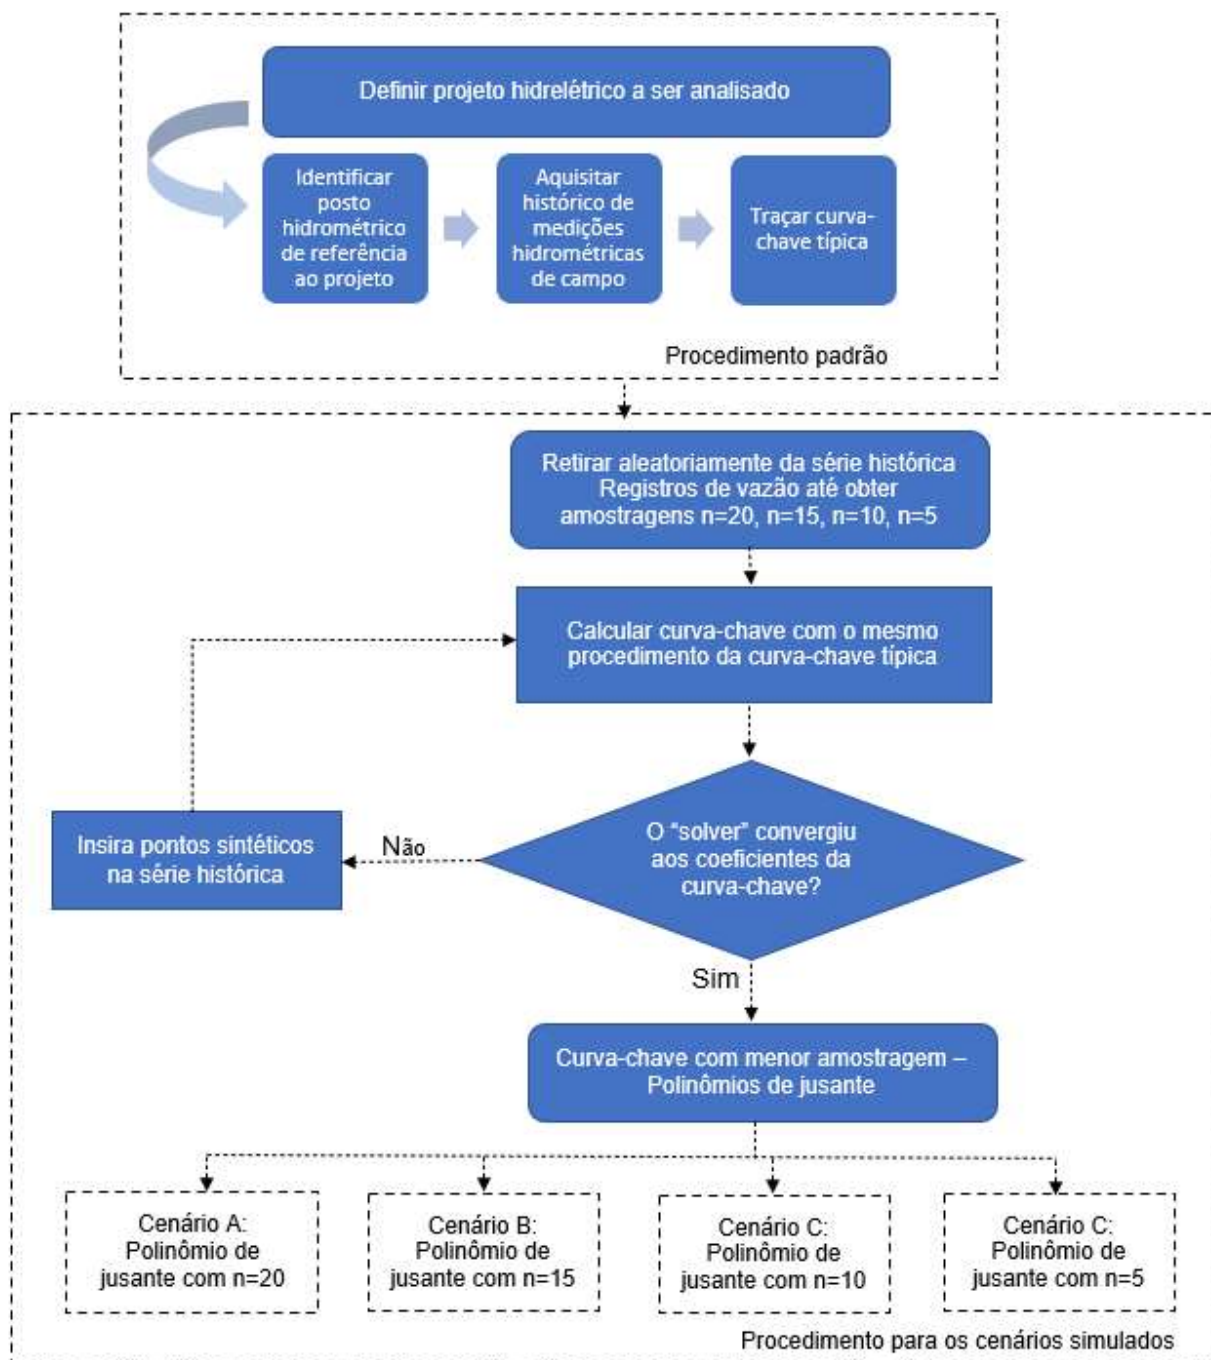 Definir projeto hidrelétrico a ser analisado
Identificar
posto
hidrométrico
de referência
ao projeto
Aquisitar
histórico de
medições
hidrométricas
de campo
Traçar curva-
chave típica
Procedimento padrão
Retirar aleatoriamente da série histórica
Registros de vazão até obter
amostragens n=20, n=15, n=10, n=5
Calcular curva-chave com o mesmo
procedimento da curva-chave típica
O “solver” convergiu
aos coeficientes da
curva-chave?
Não
Insira pontos sintéticos
na série histórica
Sim
Curva-chave com menor amostragem –
Polinômios de jusante
Cenário A:
Polinômio de
jusante com n=20
Cenário B:
Polinômio de
jusante com n=15
Cenário C:
Polinômio de
jusante com n=10
Cenário C:
Polinômio de
jusante com n=5
Procedimento para os cenários simulados